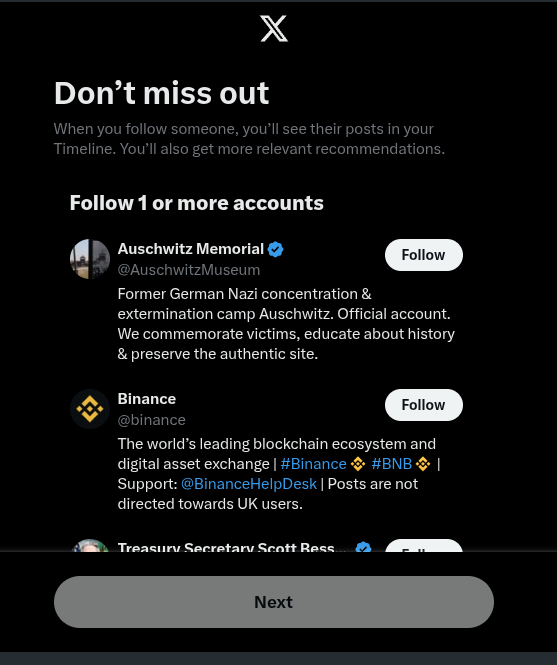 Don’t miss out
When you follow someone, you’ll see their posts in your
Timeline. You’ll also get more relevant recommendations.
Follow 1 or more accounts
Auschwitz Memorial
@AuschwitzMuseum
Follow
Former German Nazi concentration &
extermination camp Auschwitz. Official account.
We commemorate victims, educate about history
& preserve the authentic site.
Binance
@binance
Follow
The world’s leading blockchain ecosystem and
digital asset exchange | #Binance #BNB |
Support: @BinanceHelpDesk | Posts are not
directed towards UK users.
Treasury Secretary Scott Bess...
Follow
Next